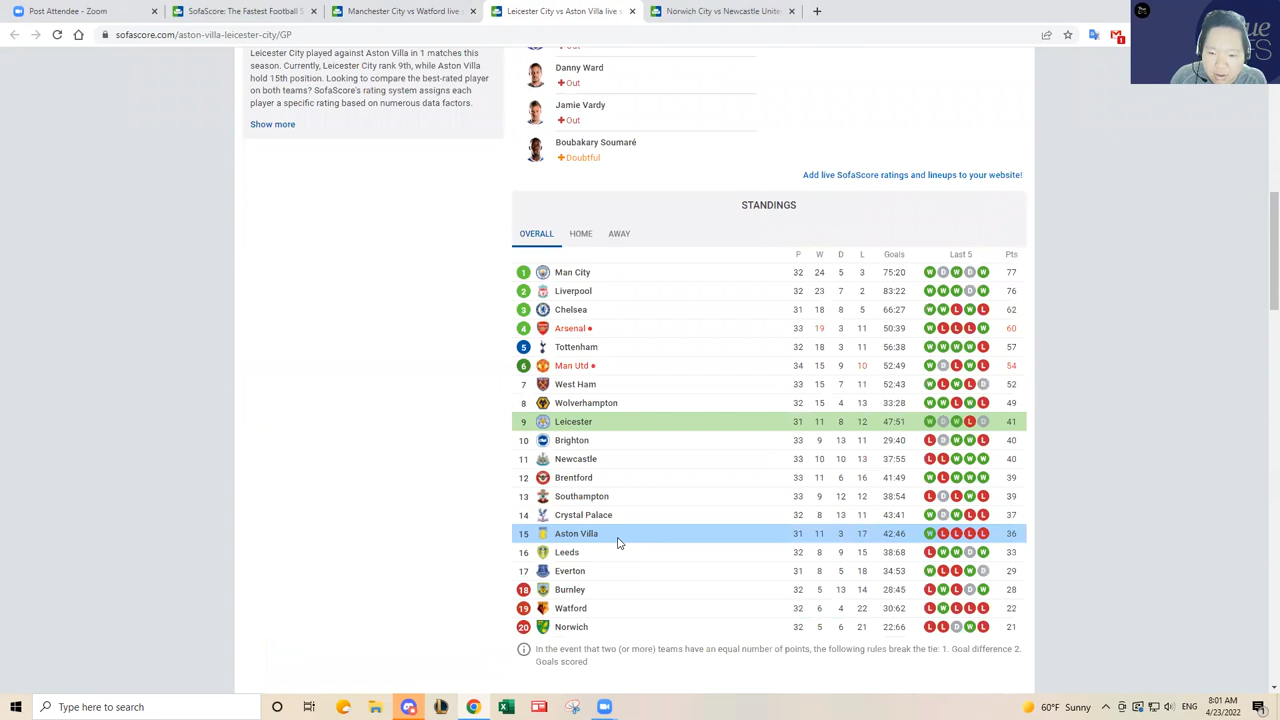 Start Meeting - Zoom
SofaScore: The Fastest Football S
Manchester City vs Watford live
Leicester City vs Aston Villa live s
Norwich City vs Newcastle Unite
sofascore.com/aston-villa-leicester-city/GP
Leicester City played against Aston Villa in 1 matches this
season. Currently, Leicester City rank 9th, while Aston Villa
hold 15th position. Looking to compare the best-rated player
on both teams? SofaScore's rating system assigns each
player a specific rating based on numerous data factors.
Show more
Danny Ward
Out
Jamie Vardy
Out
Boubakary Soumaré
Doubtful
Add live SofaScore ratings and lineups to your website!
STANDINGS
OVERALL HOME AWAY
P W D L Goals Last 5 Pts
1 Man City 32 24 5 3 75:20 W D W D W 77
2 Liverpool 32 23 7 2 83:22 W W W D W 76
3 Chelsea 31 18 8 5 66:27 W W L W L 62
4 Arsenal 33 19 3 11 50:39 W L L L W 60
5 Tottenham 32 18 3 11 56:38 W W W W L 57
6 Man Utd 34 15 9 10 52:49 W D L W L 54
7 West Ham 33 15 7 11 52:43 W L W L D 52
8 Wolverhampton 32 15 4 13 33:28 W W L W L 49
9 Leicester 31 11 8 12 47:51 W D W L D 41
10 Brighton 33 9 13 11 29:40 L D W W L 40
11 Newcastle 33 10 10 13 37:55 L L W W W 40
12 Brentford 33 11 6 16 41:49 W L W W W 39
13 Southampton 33 9 12 12 38:54 L D L W L 39
14 Crystal Palace 32 8 13 11 43:41 W D W L L 37
15 Aston Villa 31 11 3 17 42:46 W L L L L 36
16 Leeds 32 8 9 15 38:68 L W W D W 33
17 Everton 31 8 5 18 34:53 W L L W D 29
18 Burnley 32 5 13 14 28:45 L W L D W 28
19 Watford 32 6 4 22 30:62 L W L L L 22
20 Norwich 32 5 6 21 22:66 L L D W L 21
In the event that two (or more) teams have an equal number of points, the following rules break the tie: 1. Goal difference 2.
Goals scored
Type here to search
60°F Sunny
ENG
8:01 AM
4/23/2022